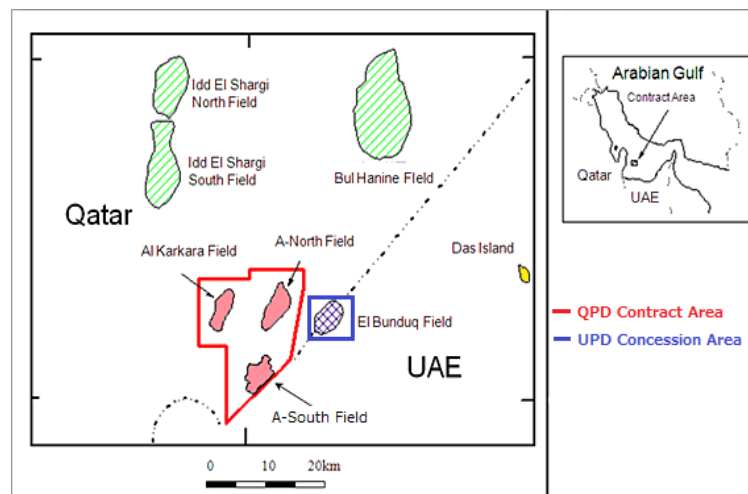 Idd El Shargi
North Field
Idd El Shargi
South Field
Bul Hanine FIeld
Qatar
Al Karkara Field
A-North Field
Das Island
El Bunduq Field
UAE
A-South Field
0 10 20km
Arabian Gulf
Contract Area
Qatar
UAE
QPD Contract Area
UPD Concession Area